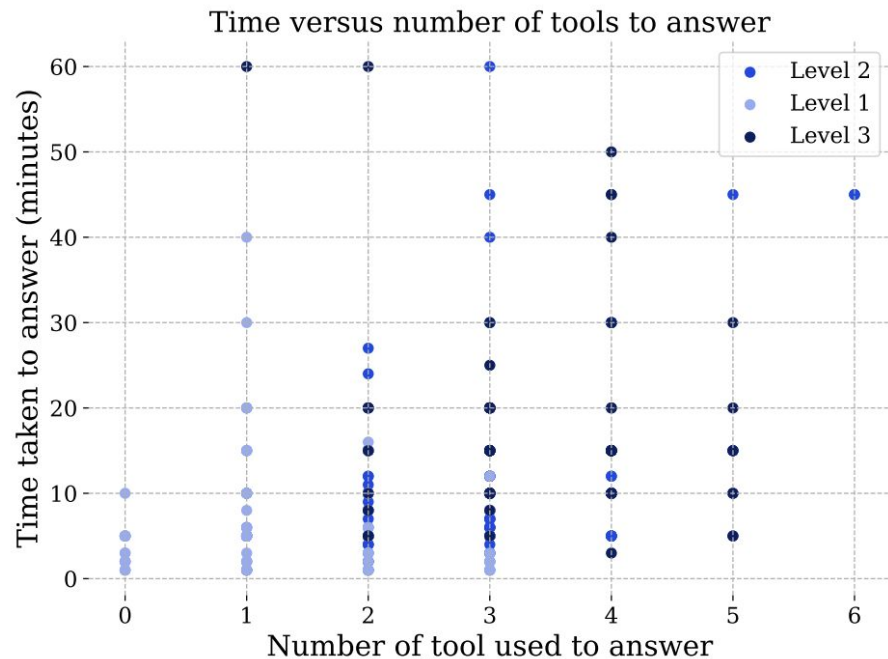 Time versus number of tools to answer
Time taken to answer (minutes)
60
50
40
30
20
10
0
Level 2
Level 1
Level 3
0 1 2 3 4 5 6
Number of tool used to answer